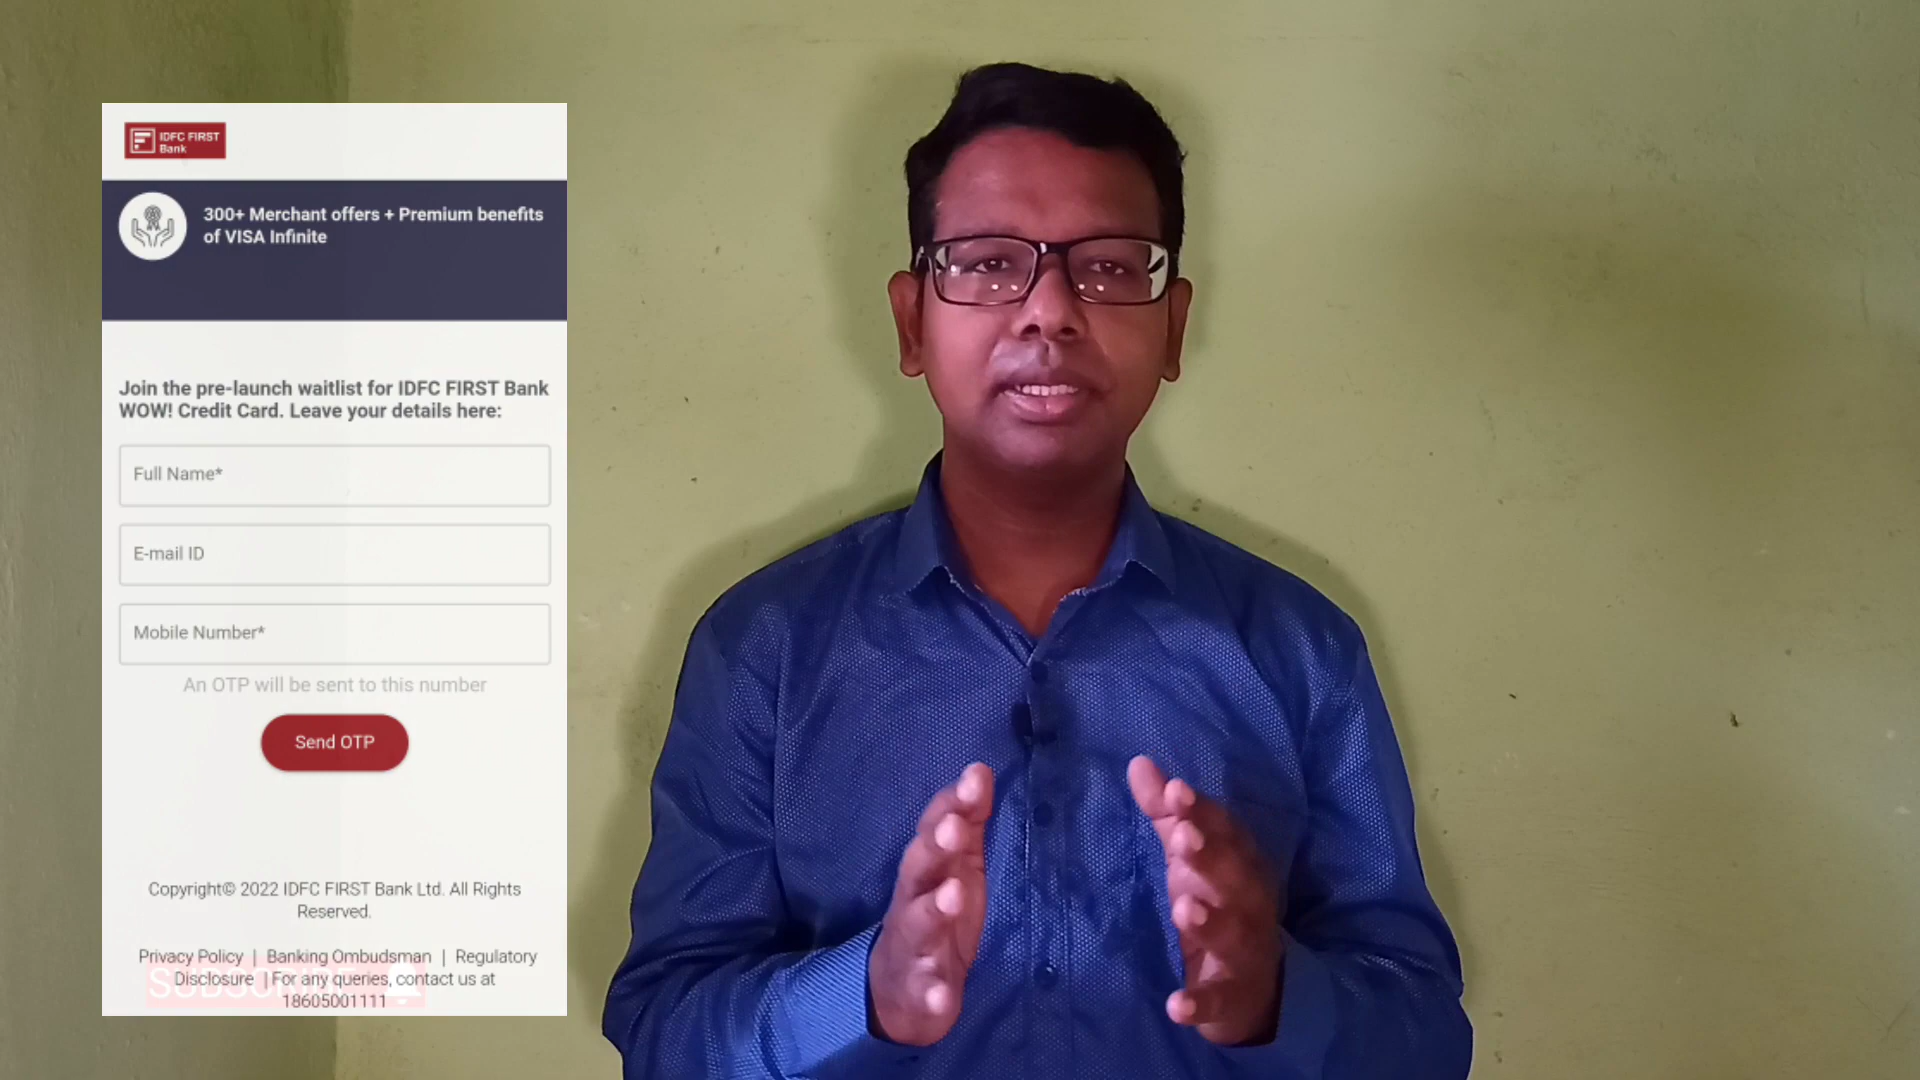 IDFC FIRST
Bank
300+ Merchant offers + Premium benefits
of VISA Infinite
Join the pre-launch waitlist for IDFC FIRST Bank
WOW! Credit Card. Leave your details here:
Full Name*
E-mail ID
Mobile Number*
An OTP will be sent to this number
Send OTP
Copyright© 2022 IDFC FIRST Bank Ltd. All Rights
Reserved.
Privacy Policy | Banking Ombudsman | Regulatory
Disclosure | For any queries, contact us at
18605001111
SUBSCRIBE